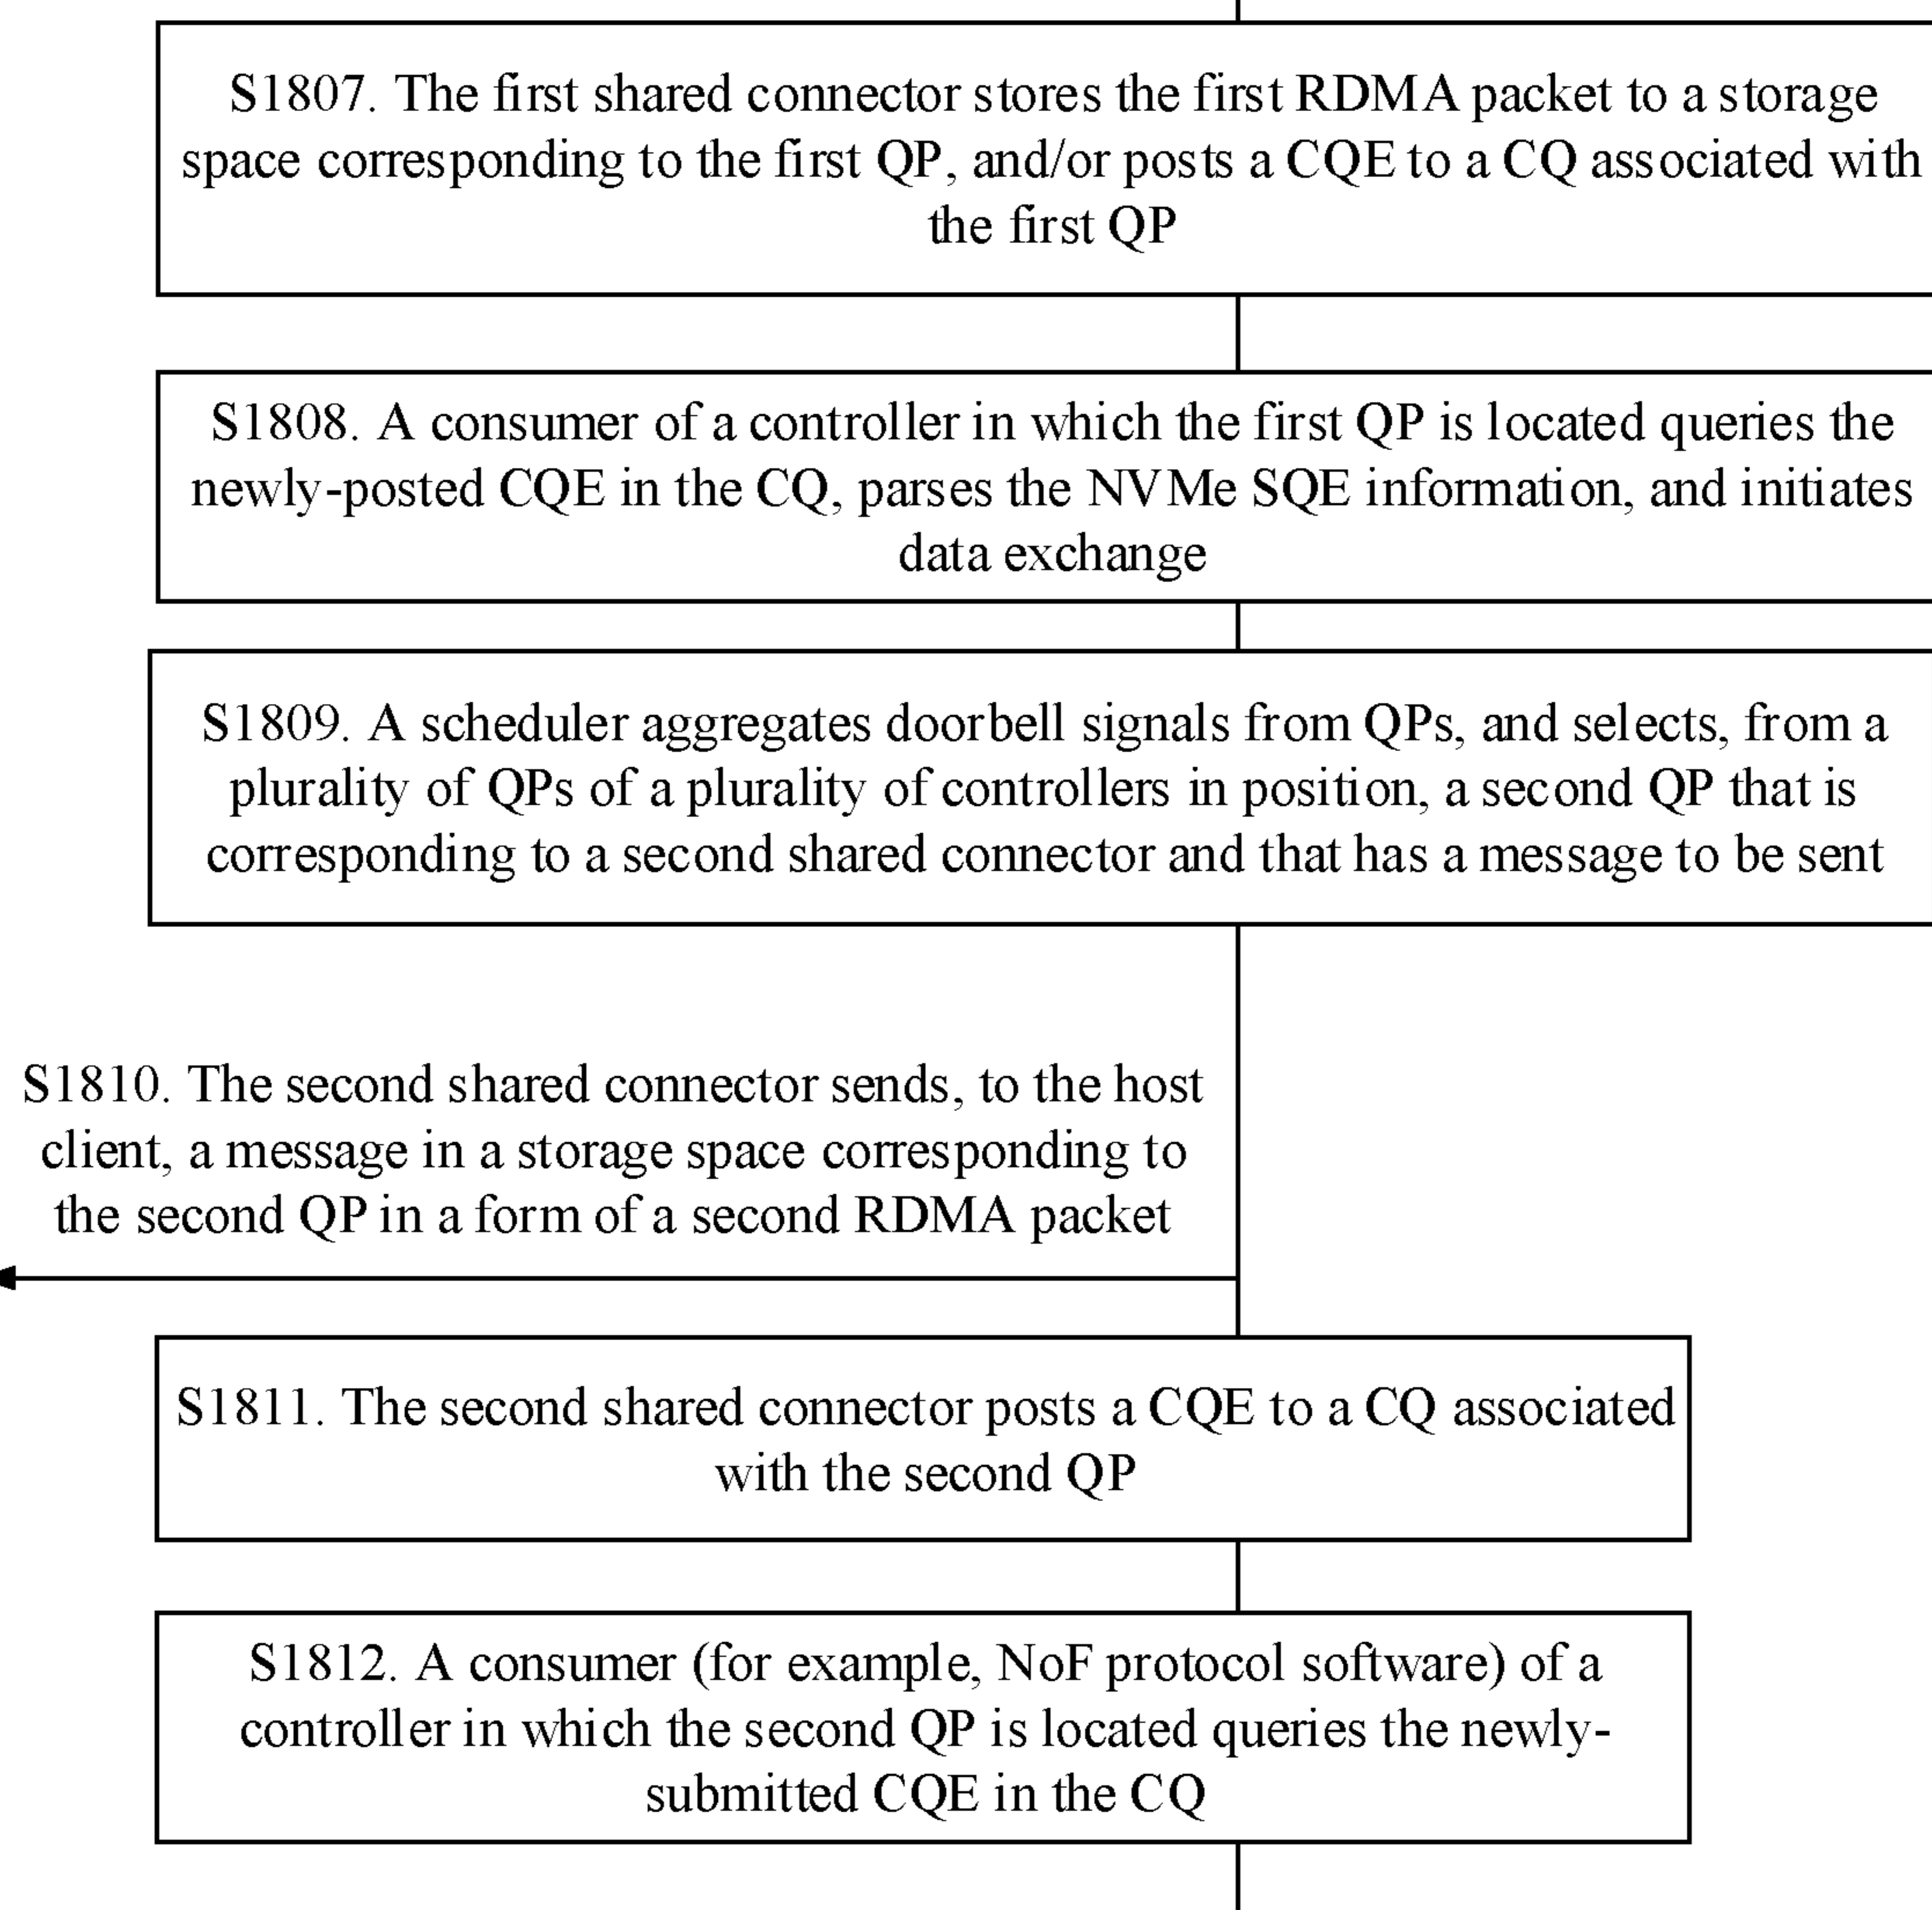 S1807. The first shared connector stores the first RDMA packet to a storage
space corresponding to the first QP, and/or posts a CQE to a CQ associated with
the first QP
S1808. A consumer of a controller in which the first QP is located queries the
newly-posted CQE in the CQ, parses the NVMe SQE information, and initiates
data exchange
S1809. A scheduler aggregates doorbell signals from QPs, and selects, from a
plurality of QPs of a plurality of controllers in position, a second QP that is
corresponding to a second shared connector and that has a message to be sent
S1810. The second shared connector sends, to the host
client, a message in a storage space corresponding to
the second QP in a form of a second RDMA packet
S1811. The second shared connector posts a CQE to a CQ associated
with the second QP
S1812. A consumer (for example, NoF protocol software) of a
controller in which the second QP is located queries the newly-
submitted CQE in the CQ